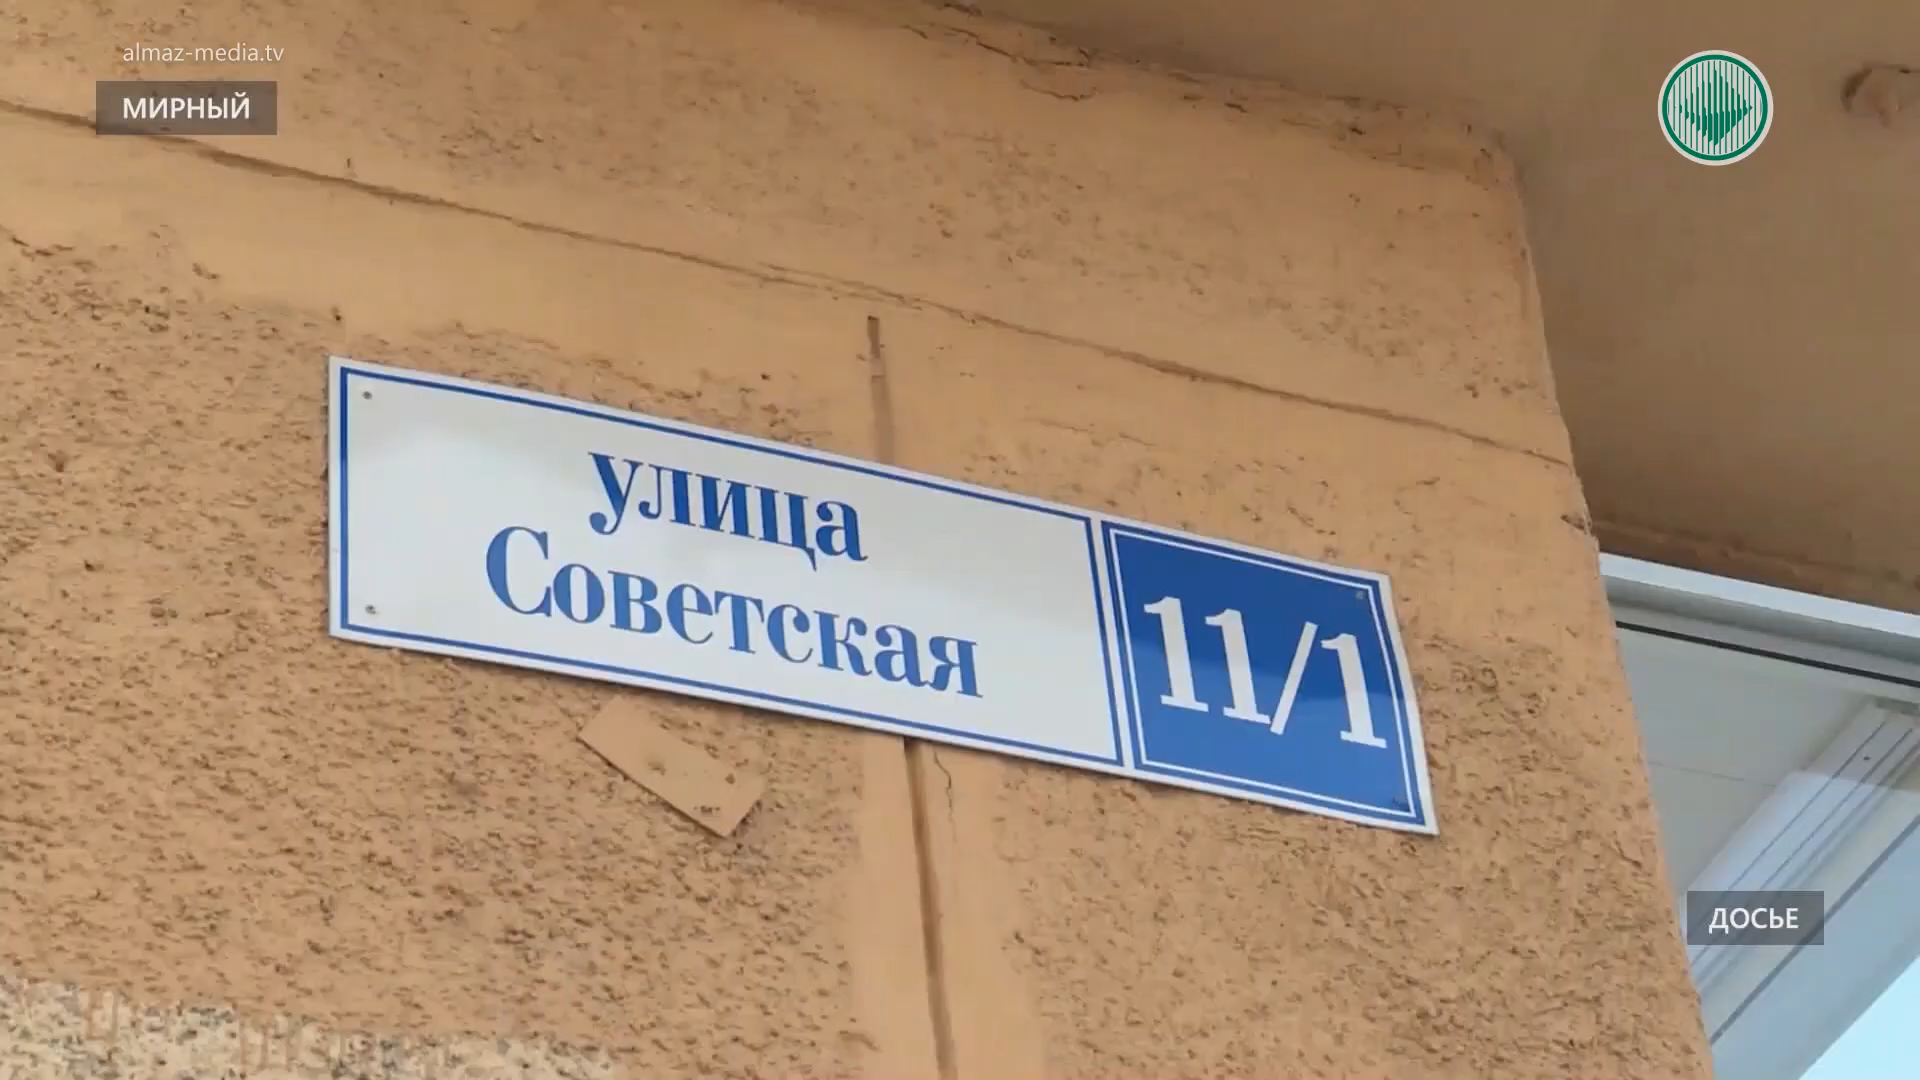 almaz-media.tv
МИРНЫЙ
улица
Советская
11/1
ДОСЬЕ